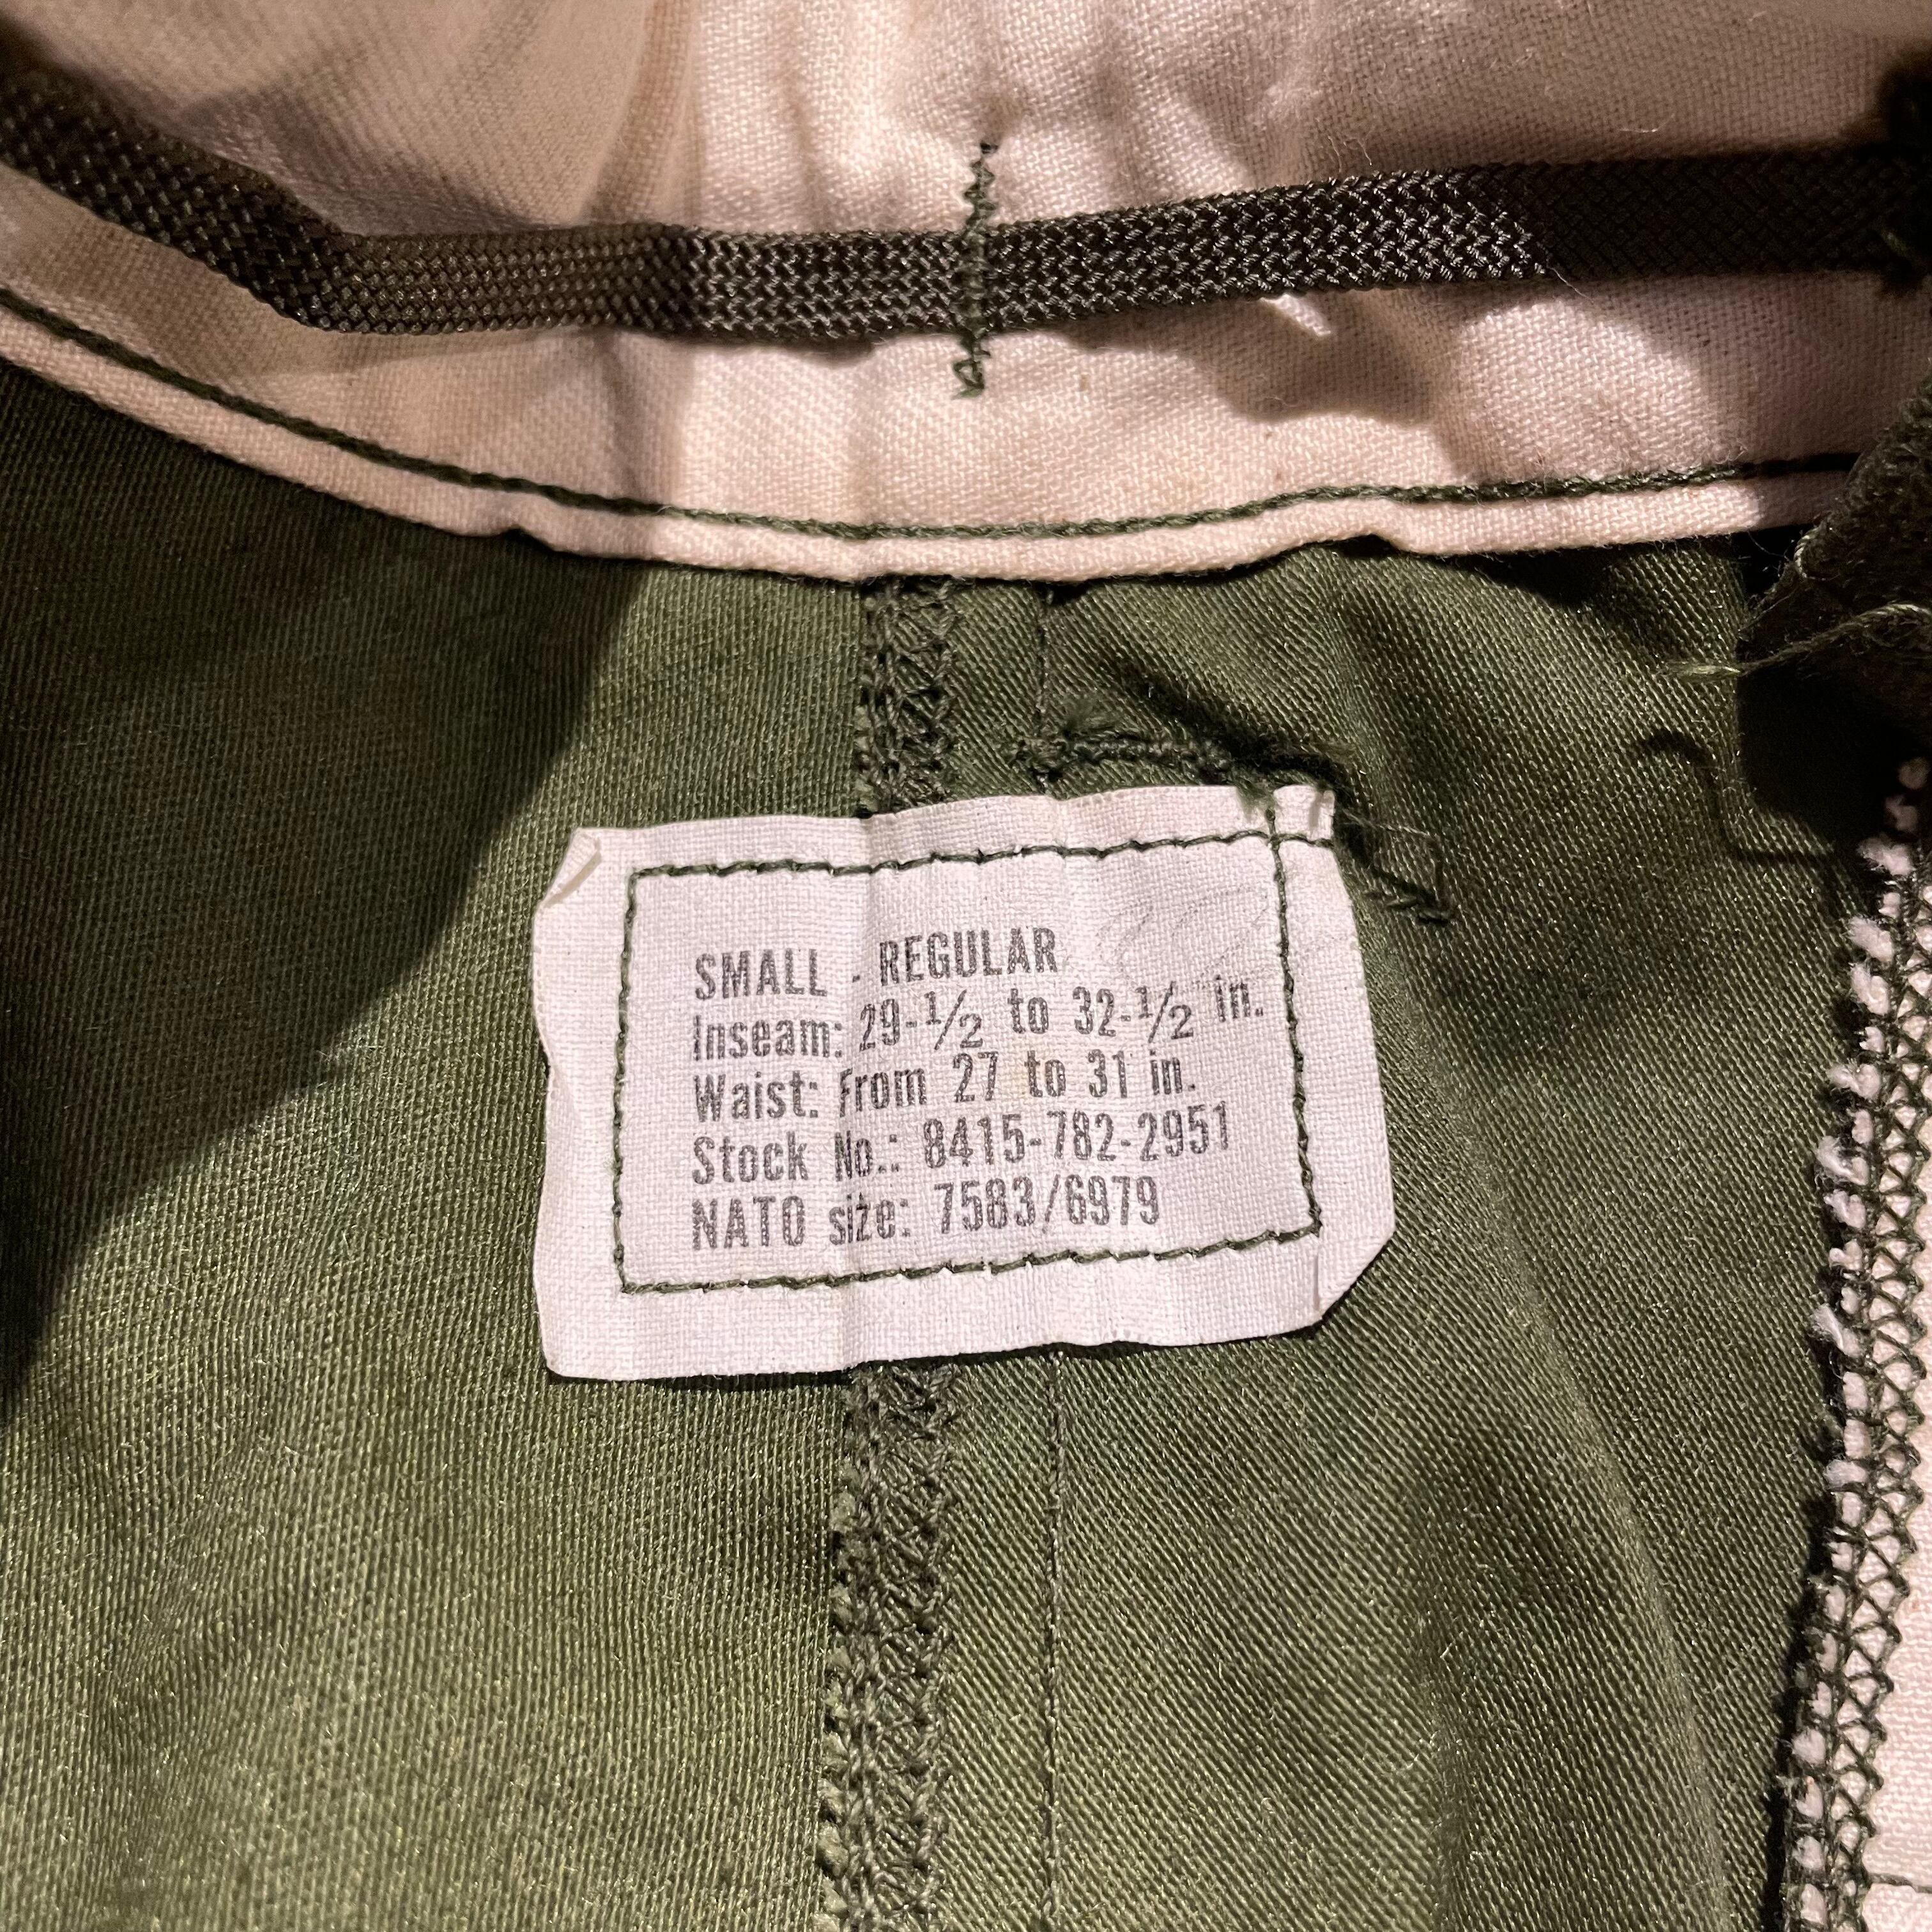 SMALL - REGULAR
Inseam: 29-1/2 to 32-1/2 in.
Waist: From 27 to 31 in.
Stock No.: 8415-782-2951
NATO size: 7583/6979